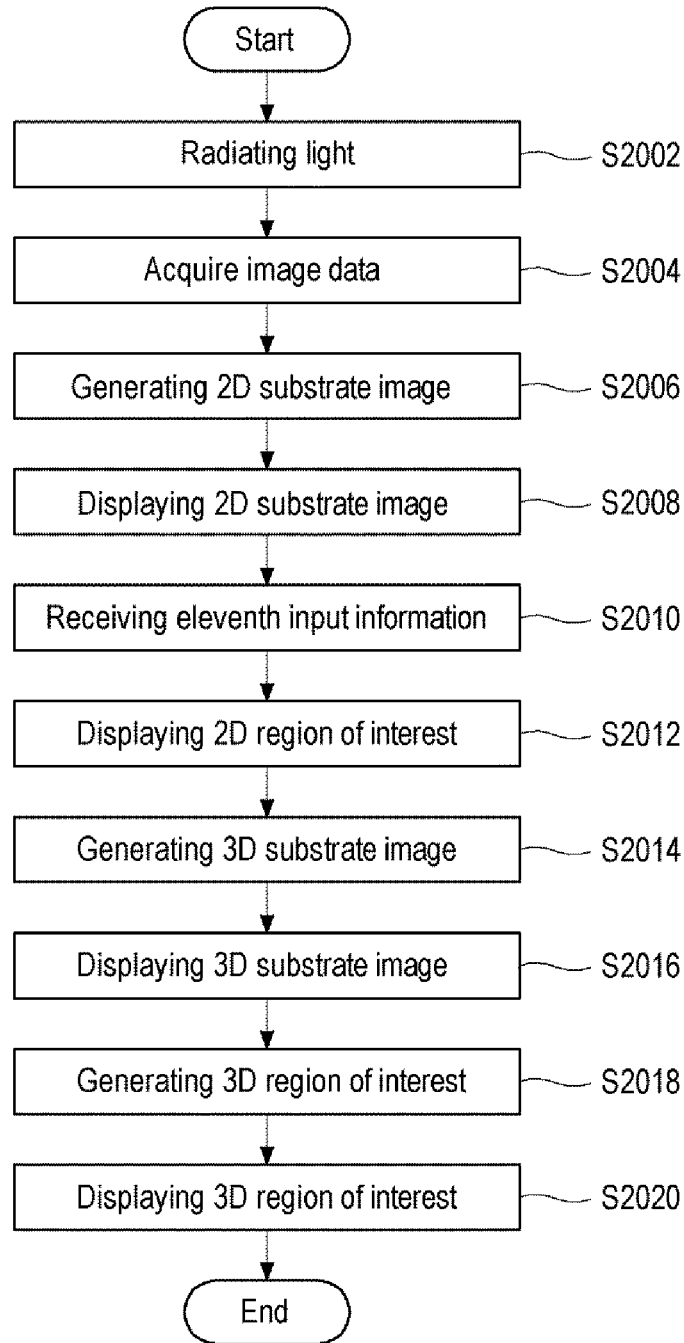 Start
Radiating light
S2002
Acquire image data
S2004
Generating 2D substrate image
S2006
Displaying 2D substrate image
S2008
Receiving eleventh input information
S2010
Displaying 2D region of interest
S2012
Generating 3D substrate image
S2014
Displaying 3D substrate image
S2016
Generating 3D region of interest
S2018
Displaying 3D region of interest
S2020
End